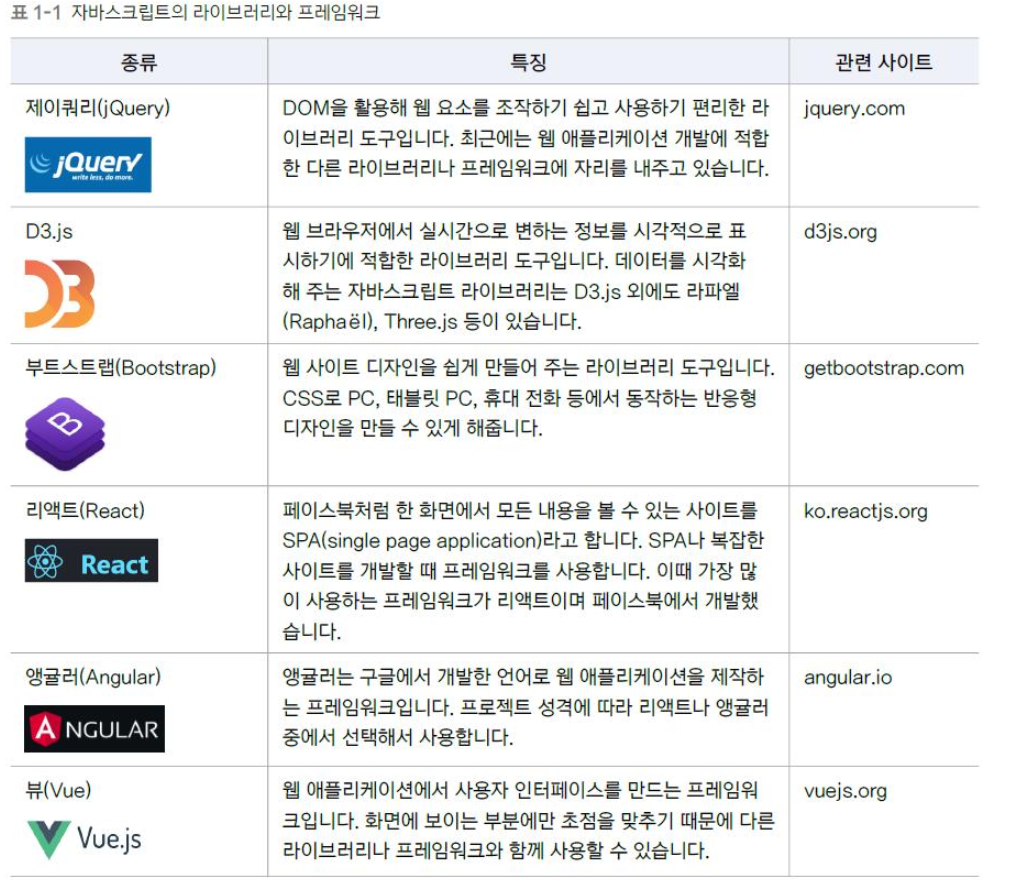 표 1-1 자바스크립트의 라이브러리와 프레임워크
종류 특징 관련 사이트
제이쿼리(jQuery)
jQuery
write less, do more.
DOM을 활용해 웹 요소를 조작하기 쉽고 사용하기 편리한 라
이브러리 도구입니다. 최근에는 웹 애플리케이션 개발에 적합
한 다른 라이브러리나 프레임워크에 자리를 내주고 있습니다.
jquery.com
D3.js
D3
웹 브라우저에서 실시간으로 변하는 정보를 시각적으로 표
시하기에 적합한 라이브러리 도구입니다. 데이터를 시각화
해 주는 자바스크립트 라이브러리는 D3.js 외에도 라파엘
(Raphaël), Three.js 등이 있습니다.
d3js.org
부트스트랩(Bootstrap)
B
웹 사이트 디자인을 쉽게 만들어 주는 라이브러리 도구입니다.
CSS로 PC, 태블릿 PC, 휴대 전화 등에서 동작하는 반응형
디자인을 만들 수 있게 해줍니다.
getbootstrap.com
리액트(React)
React
페이스북처럼 한 화면에서 모든 내용을 볼 수 있는 사이트를
SPA(single page application)라고 합니다. SPA나 복잡한
사이트를 개발할 때 프레임워크를 사용합니다. 이때 가장 많
이 사용하는 프레임워크가 리액트이며 페이스북에서 개발했
습니다.
ko.reactjs.org
앵귤러(Angular)
ANGULAR
앵귤러는 구글에서 개발한 언어로 웹 애플리케이션을 제작하
는 프레임워크입니다. 프로젝트 성격에 따라 리액트나 앵귤러
중에서 선택해서 사용합니다.
angular.io
뷰(Vue)
Vue.js
웹 애플리케이션에서 사용자 인터페이스를 만드는 프레임워
크입니다. 화면에 보이는 부분에만 초점을 맞추기 때문에 다른
라이브러리나 프레임워크와 함께 사용할 수 있습니다.
vuejs.org